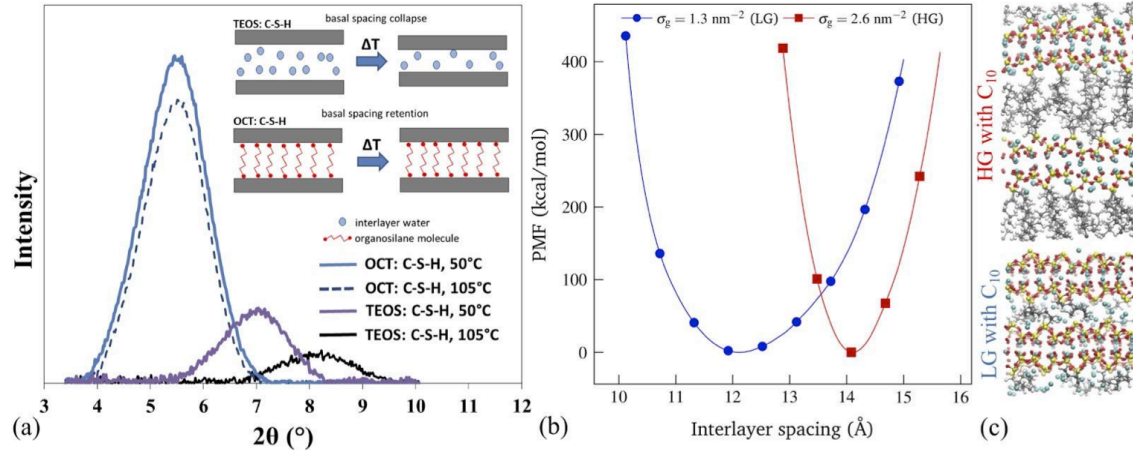 TEOS: C-S-H
basal spacing collapse
ΔT
OCT: C-S-H
basal spacing retention
ΔT
interlayer water
organosilane molecule
OCT: C-S-H, 50°C
OCT: C-S-H, 105°C
TEOS: C-S-H, 50°C
TEOS: C-S-H, 105°C
Intensity
3 4 5 6 7 8 9 10 11 12
2θ (°)
(a)
σg = 1.3 nm−2 (LG)
σg = 2.6 nm−2 (HG)
PMF (kcal/mol)
400
300
200
100
0
10 11 12 13 14 15 16
Interlayer spacing (Å)
(b)
HG with C10
LG with C10
(c)